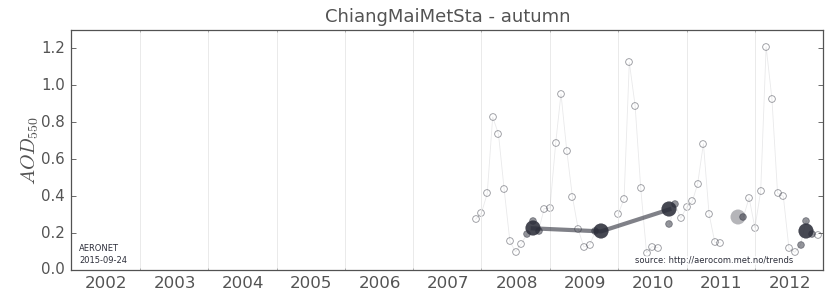 ChiangMaiMetSta - autumn
AOD550
1.2
1.0
0.8
0.6
0.4
0.2
0.0
AERONET
2015-09-24
source: http://aerocom.met.no/trends
2002 2003 2004 2005 2006 2007 2008 2009 2010 2011 2012